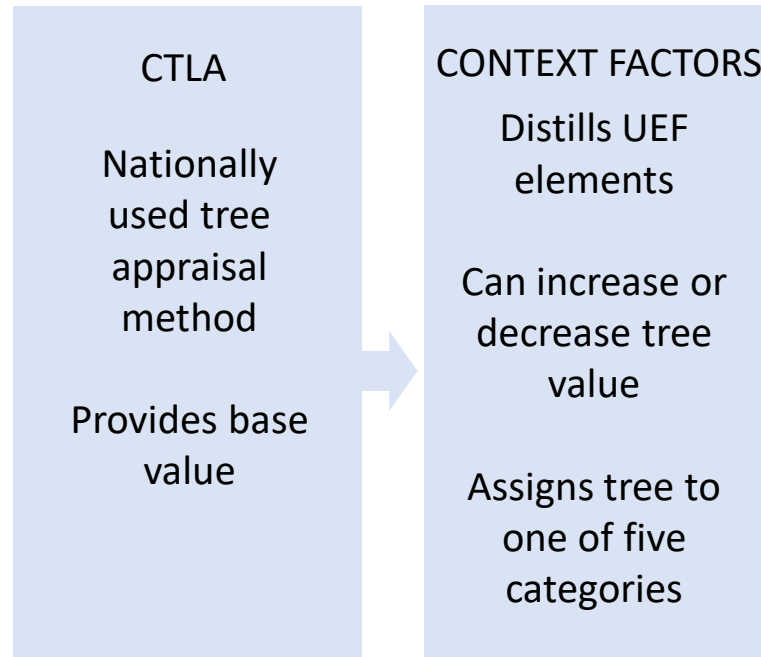 CTLA
Nationally
used tree
appraisal
method
Provides base
value
CONTEXT FACTORS
Distills UEF
elements
Can increase or
decrease tree
value
Assigns tree to
one of five
categories